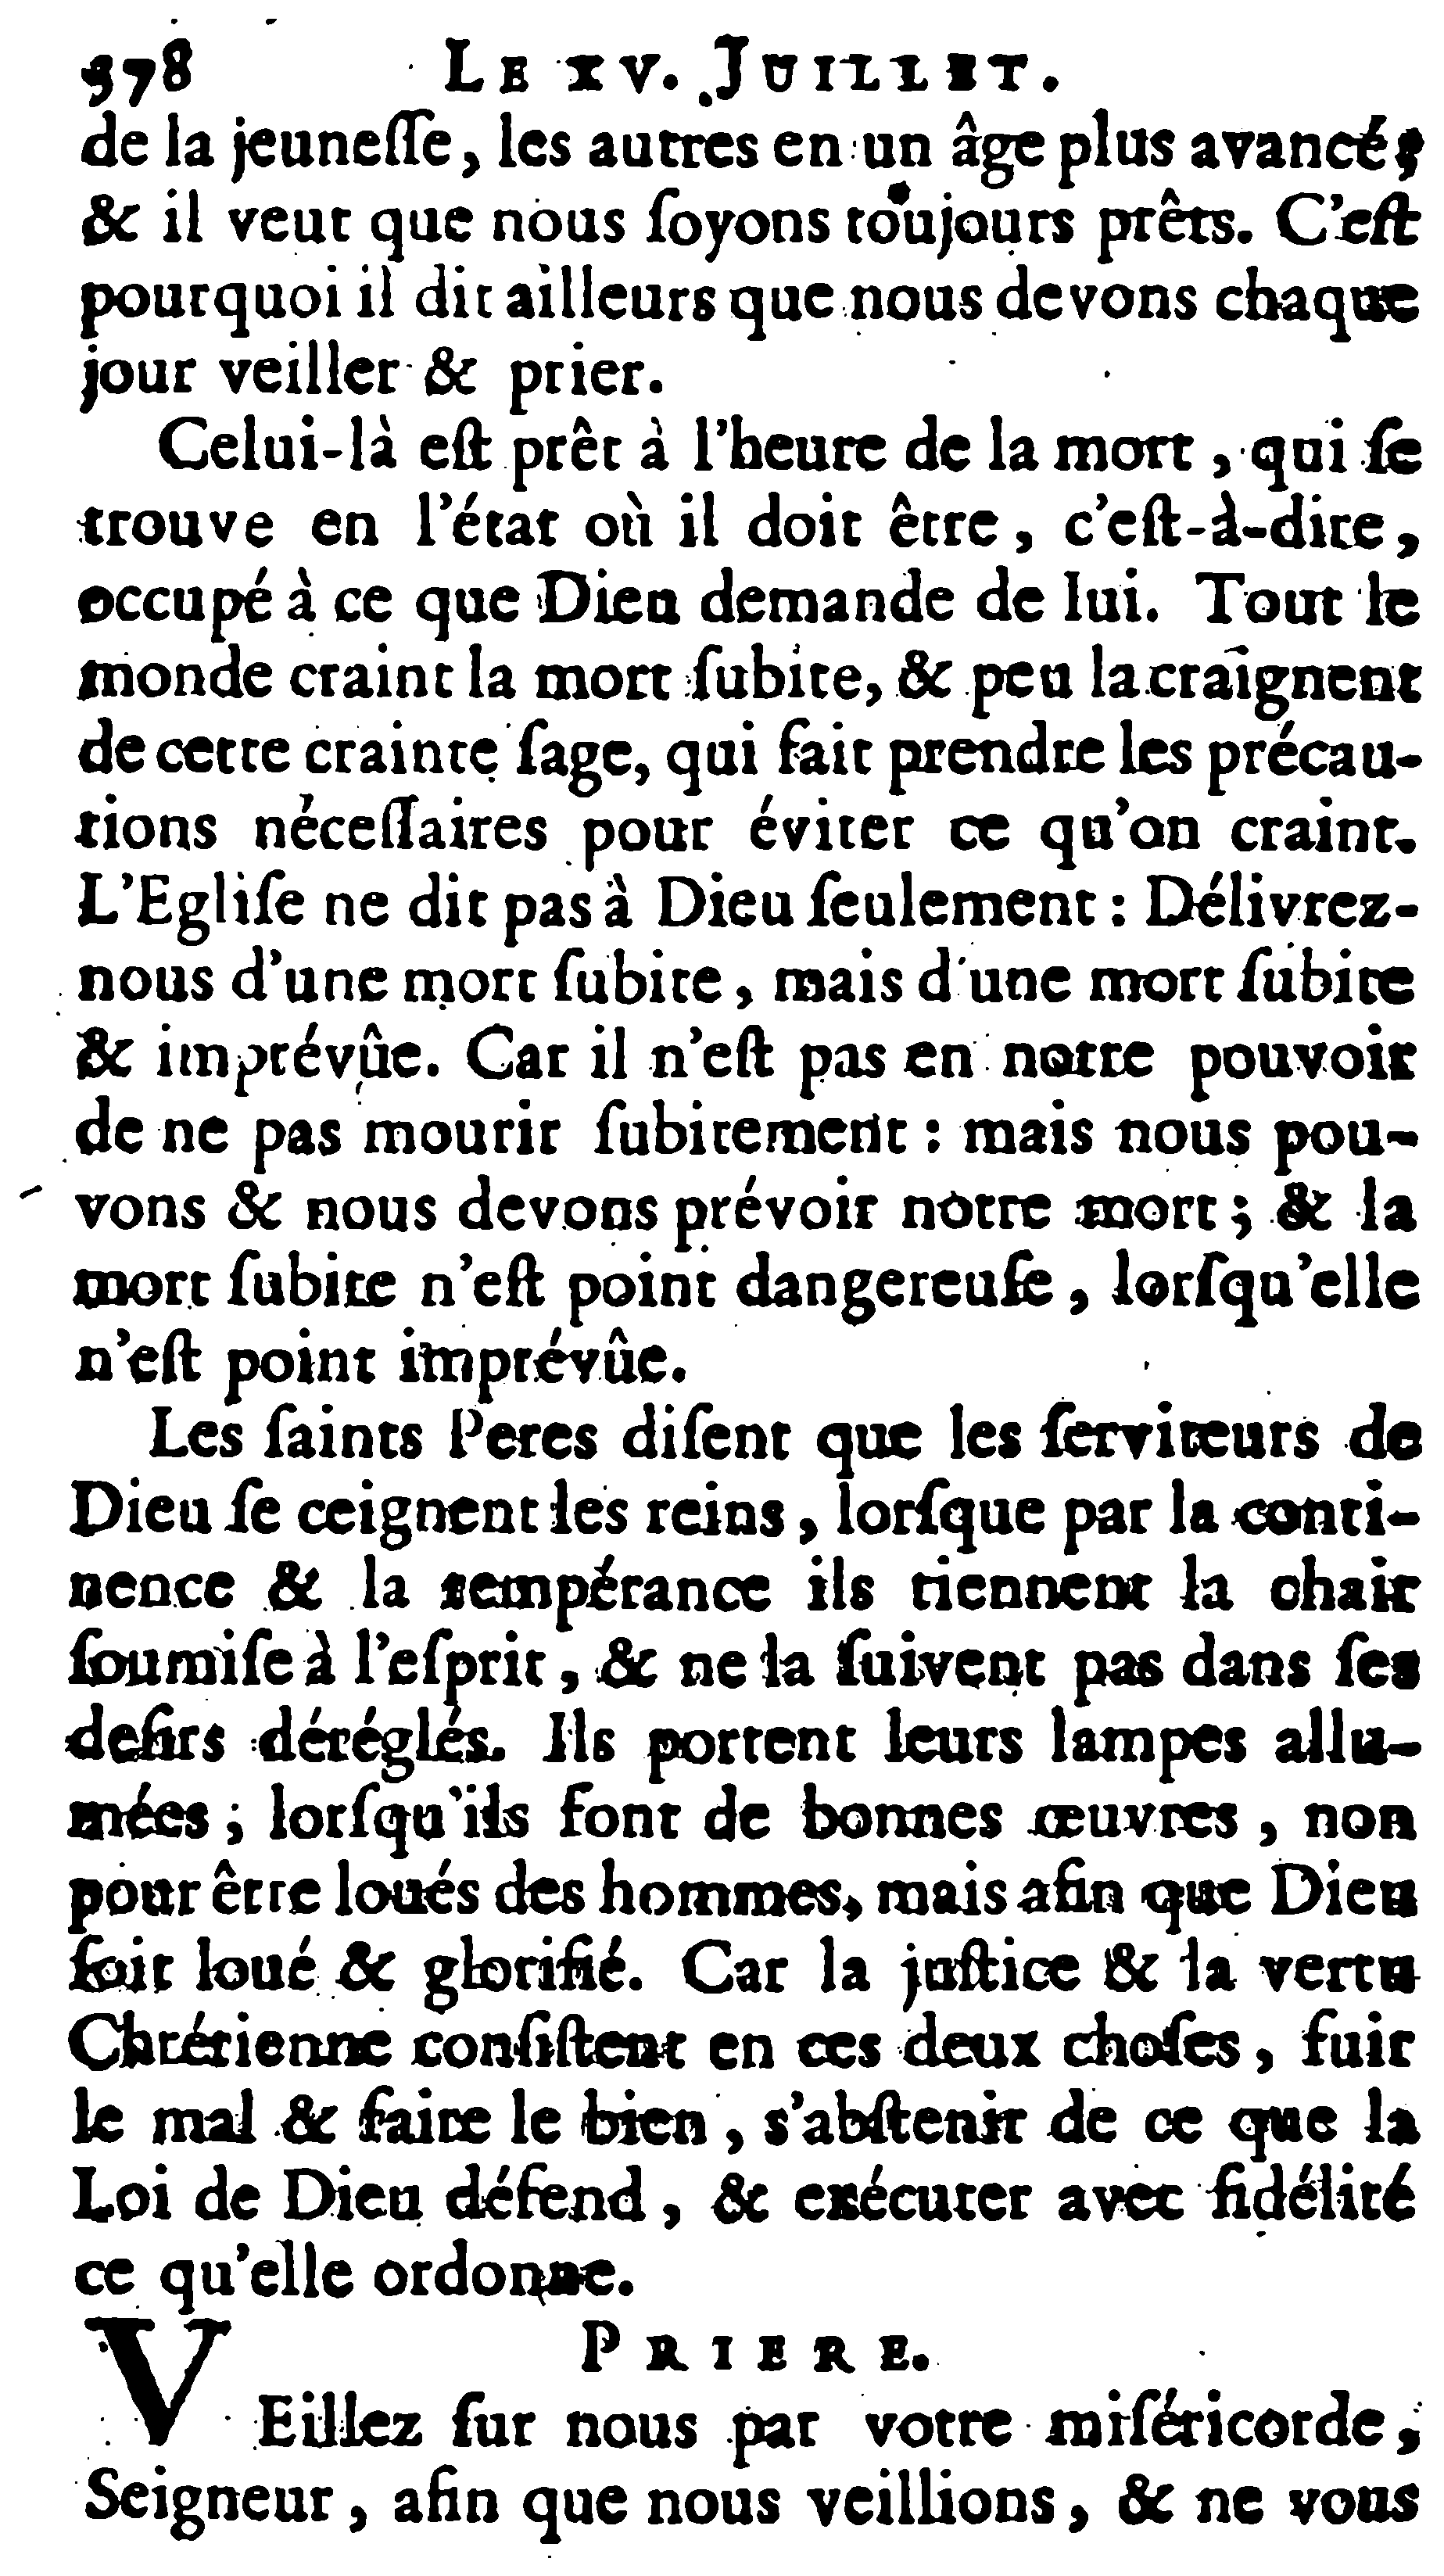 378 LE XV. JUILLET.
de la jeuneſſe, les autres en un âge plus avancé;
& il veut que nous ſoyons toujours prêts. C'eſt
pourquoi il dit ailleurs que nous devons chaque
jour veiller & prier.
Celui-là eſt prêt à l'heure de la mort, qui ſe
trouve en l'état où il doit être, c'eſt-à-dire,
occupé à ce que Dieu demande de lui. Tout le
monde craint la mort ſubite, & peu la craignent
de cette crainte ſage, qui fait prendre les précau-
tions néceſſaires pour éviter ce qu'on craint.
L'Egliſe ne dit pas à Dieu ſeulement: Délivrez-
nous d'une mort ſubite, mais d'une mort ſubite
& imprévûe. Car il n'eſt pas en notre pouvoir
de ne pas mourir ſubitement: mais nous pou-
vons & nous devons prévoir notre mort; & la
mort ſubite n'eſt point dangereuſe, lorſqu'elle
n'eſt point imprévûe.
Les ſaints Peres diſent que les ſerviteurs de
Dieu ſe ceignent les reins, lorſque par la conti-
nence & la tempérance ils tiennent la chair
ſoumiſe à l'eſprit, & ne la ſuivent pas dans ſes
deſirs déréglés. Ils portent leurs lampes allu-
mées; lorſqu'ils font de bonnes œuvres, non
pour être loués des hommes, mais afin que Dieu
ſoit loué & glorifié. Car la juſtice & la vertu
Chrétienne conſiſtent en ces deux choſes, fuir
le mal & faire le bien, s'abſtenir de ce que la
Loi de Dieu défend, & exécuter avec fidélité
ce qu'elle ordonne.
PRIERE.
VEillez ſur nous par votre miſéricorde,
Seigneur, afin que nous veillions, & ne vous